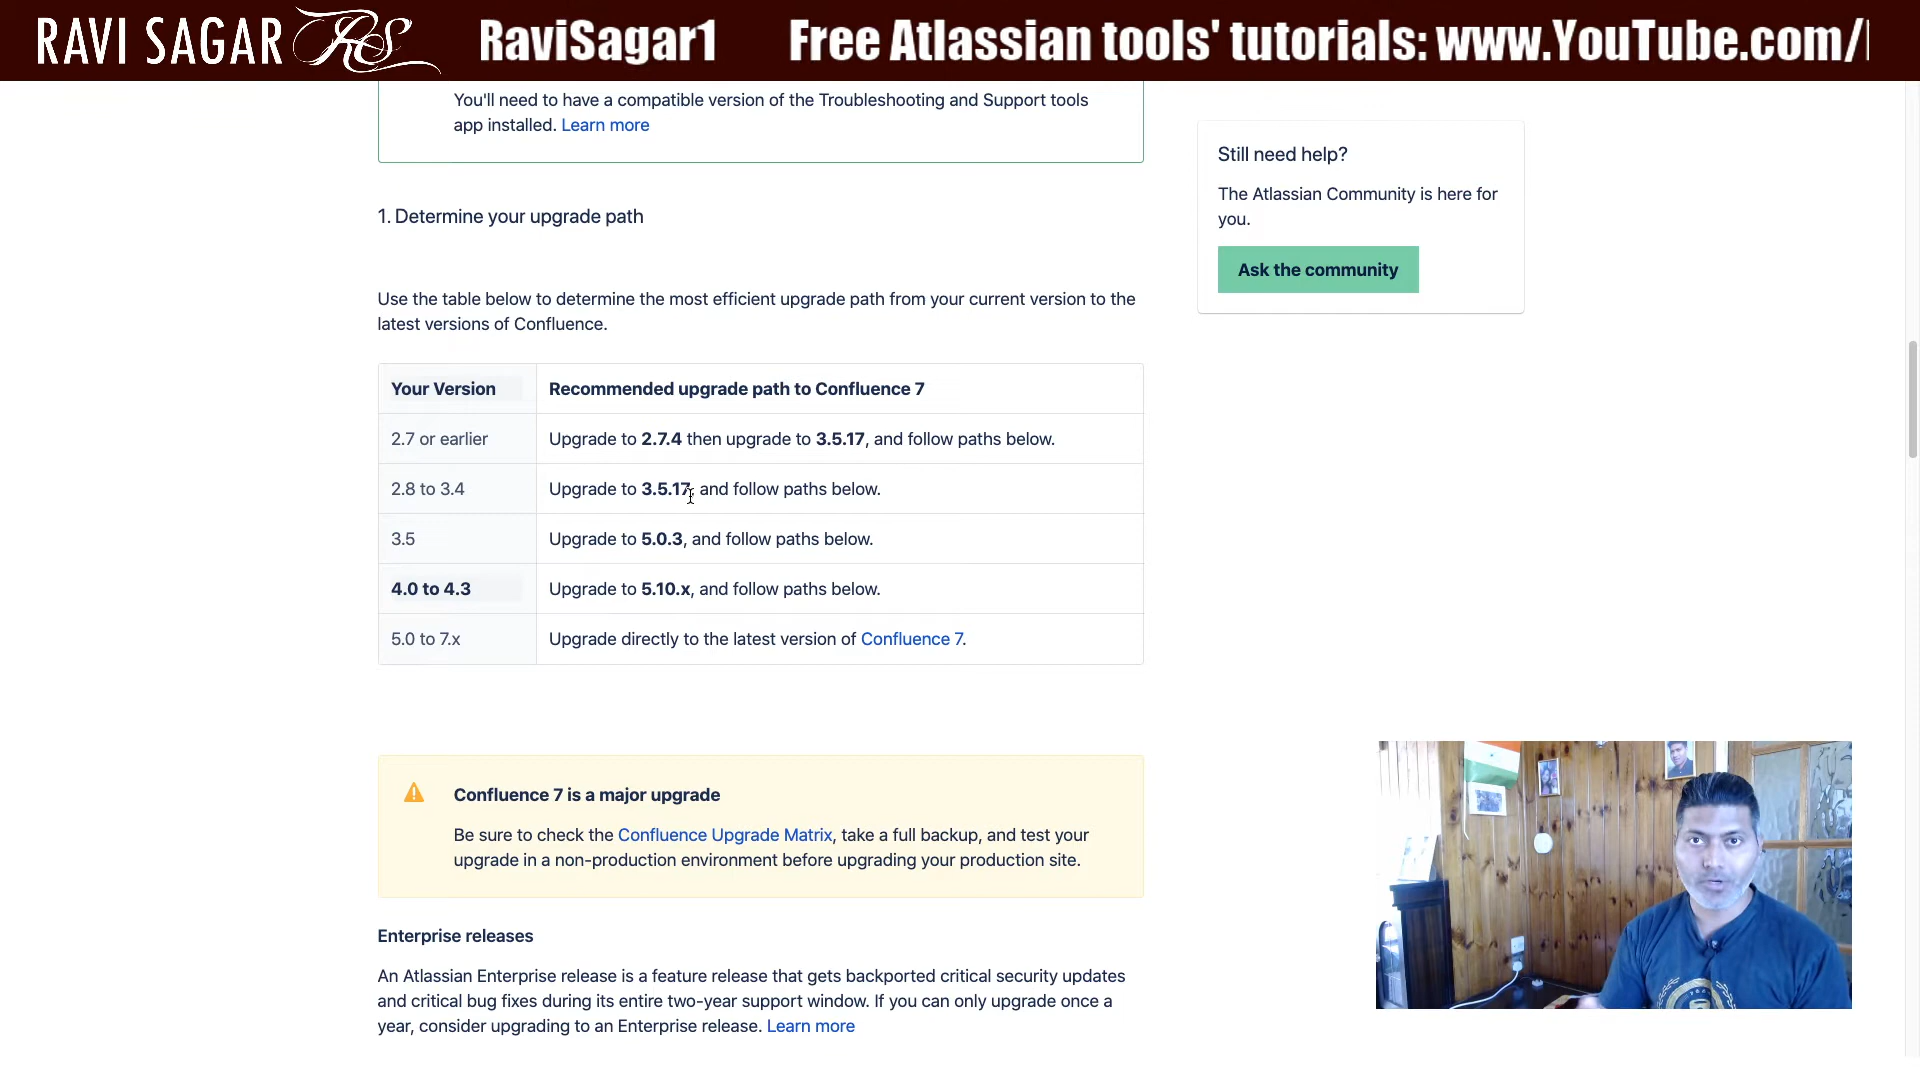 RAVI SAGAR RS RaviSagar1 Free Atlassian tools' tutorials: www.YouTube.com/
You'll need to have a compatible version of the Troubleshooting and Support tools
app installed. Learn more
Still need help?
The Atlassian Community is here for
you.
Ask the community
1. Determine your upgrade path
Use the table below to determine the most efficient upgrade path from your current version to the
latest versions of Confluence.
Your Version Recommended upgrade path to Confluence 7
2.7 or earlier Upgrade to 2.7.4 then upgrade to 3.5.17, and follow paths below.
2.8 to 3.4 Upgrade to 3.5.17, and follow paths below.
3.5 Upgrade to 5.0.3, and follow paths below.
4.0 to 4.3 Upgrade to 5.10.x, and follow paths below.
5.0 to 7.x Upgrade directly to the latest version of Confluence 7.
Confluence 7 is a major upgrade
Be sure to check the Confluence Upgrade Matrix, take a full backup, and test your
upgrade in a non-production environment before upgrading your production site.
Enterprise releases
An Atlassian Enterprise release is a feature release that gets backported critical security updates
and critical bug fixes during its entire two-year support window. If you can only upgrade once a
year, consider upgrading to an Enterprise release. Learn more